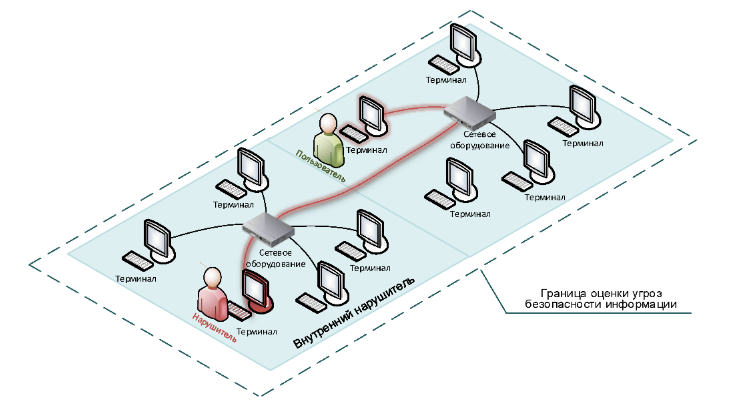 Терминал
Терминал
Сетевое
оборудование
Терминал
Пользователь
Терминал
Терминал
Терминал
Терминал
Сетевое
оборудование
Терминал
Терминал
Терминал
Нарушитель
Терминал
Внутренний нарушитель
Граница оценки угроз
безопасности информации